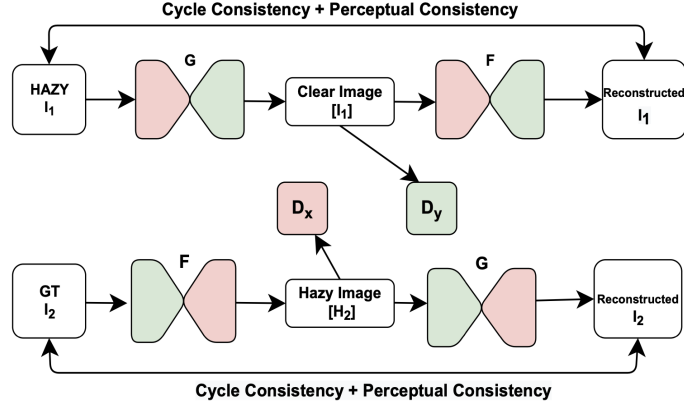 Cycle Consistency + Perceptual Consistency
G
F
HAZY
I1
Clear Image
[I1]
Reconstructed
I1
Dx
Dy
F
G
GT
I2
Hazy Image
[H2]
Reconstructed
I2
Cycle Consistency + Perceptual Consistency